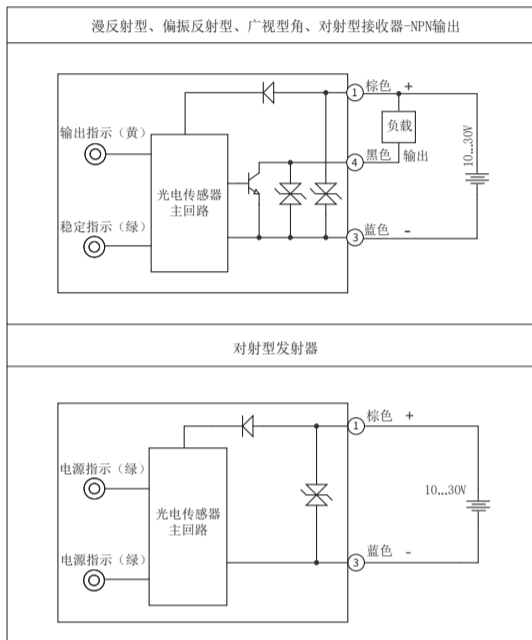 漫反射型、偏振反射型、广视型角、对射型接收器-NPN输出
① 棕色 +
输出指示（黄）
负载
10...30V
④ 黑色 输出
光电传感器
主回路
稳定指示（绿）
③ 蓝色 -
对射型发射器
① 棕色 +
电源指示（绿）
10...30V
光电传感器
主回路
电源指示（绿）
③ 蓝色 -